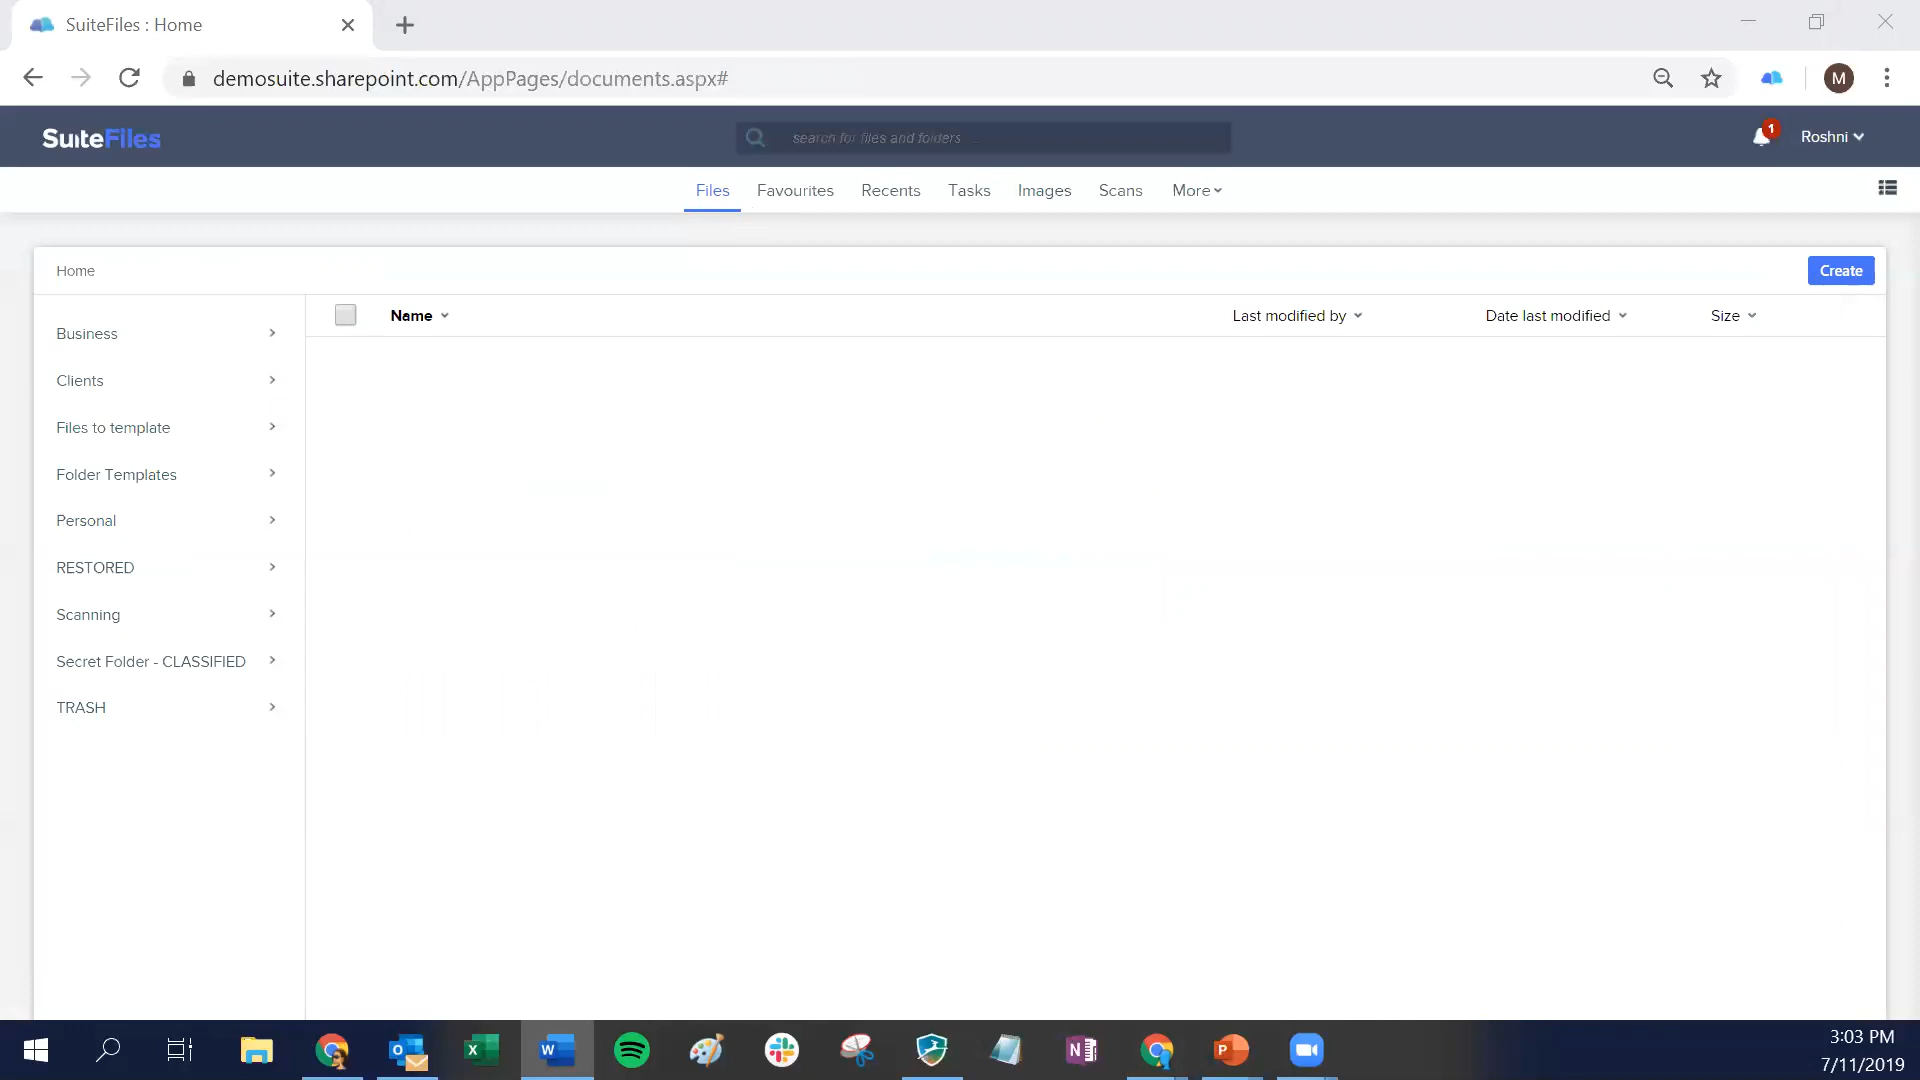 SuiteFiles : Home
demosuite.sharepoint.com/AppPages/documents.aspx#
M
SuiteFiles
search for files and folders ...
1
Roshni
Files Favourites Recents Tasks Images Scans More
Home
Create
Name Last modified by Date last modified Size
Business
Clients
Files to template
Folder Templates
Personal
RESTORED
Scanning
Secret Folder - CLASSIFIED
TRASH
3:03 PM
7/11/2019